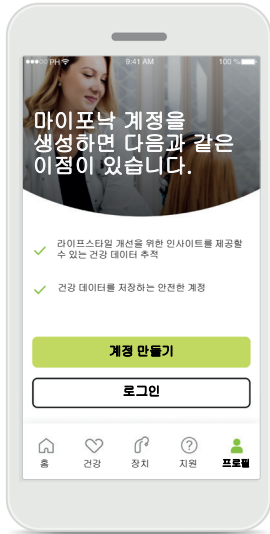 PH 9:41 AM 100 %
마이포낙 계정을
생성하면 다음과 같은
이점이 있습니다.
라이프스타일 개선을 위한 인사이트를 제공할
수 있는 건강 데이터 추적
건강 데이터를 저장하는 안전한 계정
계정 만들기
로그인
홈 건강 장치 지원 프로필